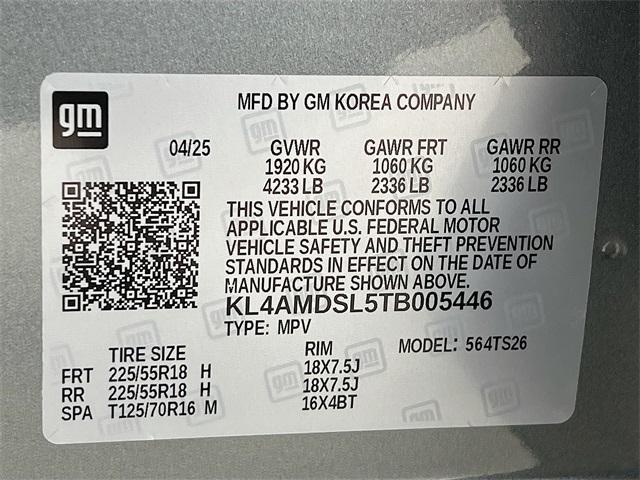 gm
MFD BY GM KOREA COMPANY
04/25 GVWR GAWR FRT GAWR RR
1920 KG 1060 KG 1060 KG
4233 LB 2336 LB 2336 LB
THIS VEHICLE CONFORMS TO ALL
APPLICABLE U.S. FEDERAL MOTOR
VEHICLE SAFETY AND THEFT PREVENTION
STANDARDS IN EFFECT ON THE DATE OF
MANUFACTURE SHOWN ABOVE.
KL4AMDSL5TB005446
TYPE: MPV
TIRE SIZE RIM MODEL: 564TS26
FRT 225/55R18 H 18X7.5J
RR 225/55R18 H 18X7.5J
SPA T125/70R16 M 16X4BT